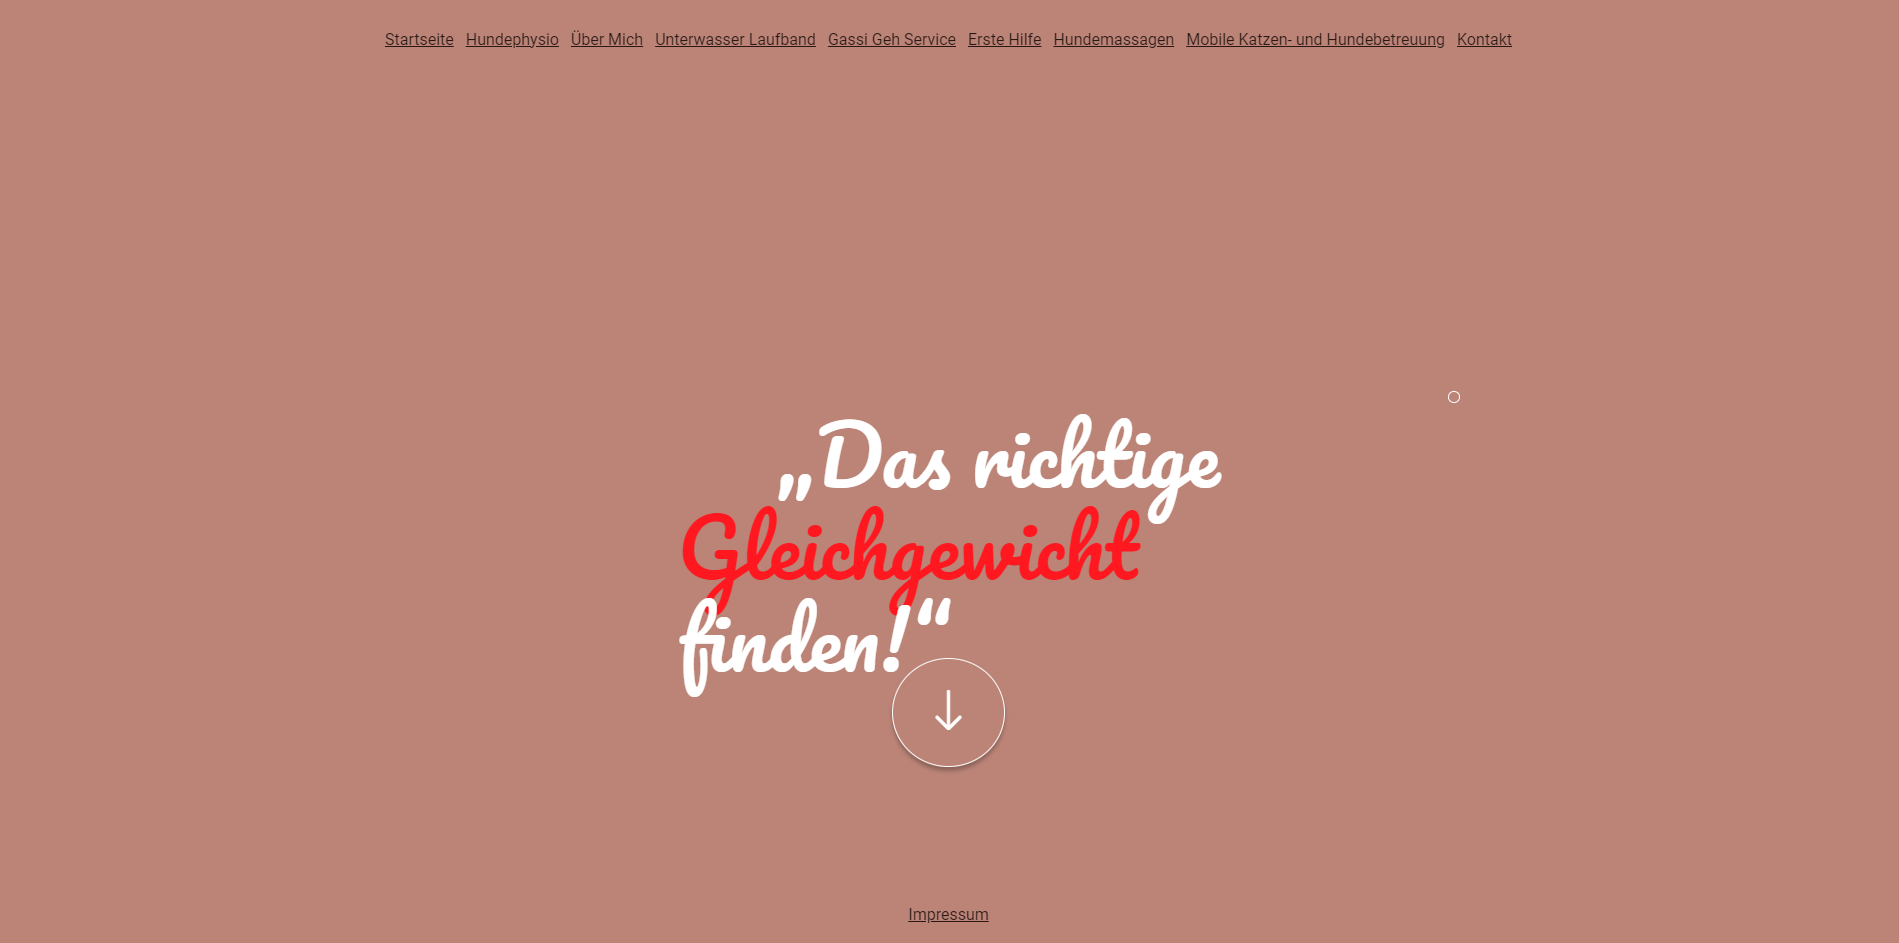 Startseite Hundephysio Über Mich Unterwasser Laufband Gassi Geh Service Erste Hilfe Hundemassagen Mobile Katzen- und Hundebetreuung Kontakt
„Das richtige
Gleichgewicht
finden!“
Impressum